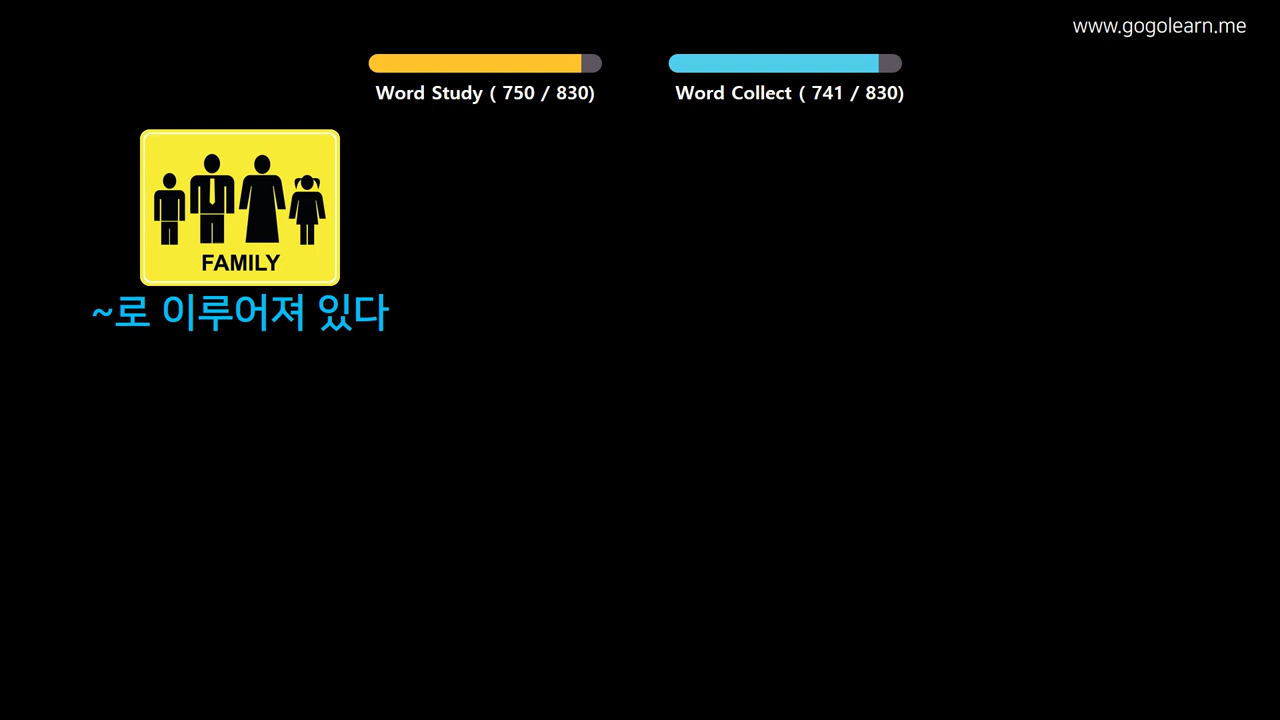 www.gogolearn.me
Word Study ( 750 / 830)
Word Collect ( 741 / 830)
FAMILY
~로 이루어져 있다